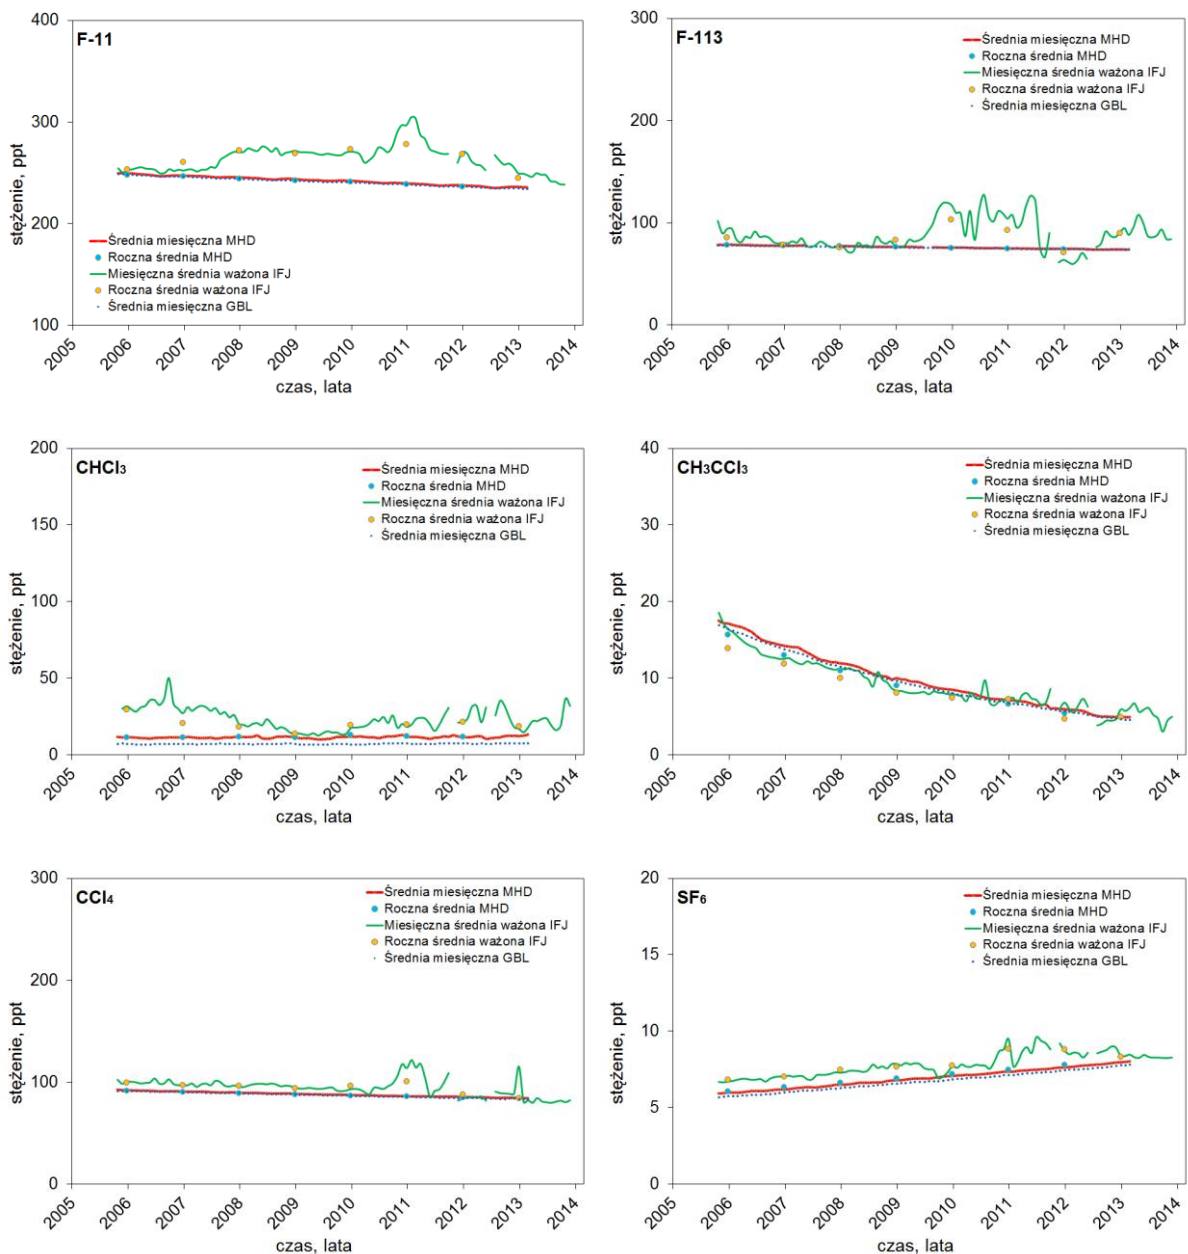 F-11
400
300
200
100
stężenie, ppt
Średnia miesięczna MHD
Roczna średnia MHD
Miesięczna średnia ważona IFJ
Roczna średnia ważona IFJ
Średnia miesięczna GBL
2005 2006 2007 2008 2009 2010 2011 2012 2013 2014
czas, lata
F-113
300
200
100
0
stężenie, ppt
Średnia miesięczna MHD
Roczna średnia MHD
Miesięczna średnia ważona IFJ
Roczna średnia ważona IFJ
Średnia miesięczna GBL
2005 2006 2007 2008 2009 2010 2011 2012 2013 2014
czas, lata
CHCl₃
200
150
100
50
0
stężenie, ppt
Średnia miesięczna MHD
Roczna średnia MHD
Miesięczna średnia ważona IFJ
Roczna średnia ważona IFJ
Średnia miesięczna GBL
2005 2006 2007 2008 2009 2010 2011 2012 2013 2014
czas, lata
CH₃CCl₃
40
30
20
10
0
stężenie, ppt
Średnia miesięczna MHD
Roczna średnia MHD
Miesięczna średnia ważona IFJ
Roczna średnia ważona IFJ
Średnia miesięczna GBL
2005 2006 2007 2008 2009 2010 2011 2012 2013 2014
czas, lata
CCl₄
300
200
100
0
stężenie, ppt
Średnia miesięczna MHD
Roczna średnia MHD
Miesięczna średnia ważona IFJ
Roczna średnia ważona IFJ
Średnia miesięczna GBL
2005 2006 2007 2008 2009 2010 2011 2012 2013 2014
czas, lata
SF₆
20
15
10
5
0
stężenie, ppt
Średnia miesięczna MHD
Roczna średnia MHD
Miesięczna średnia ważona IFJ
Roczna średnia ważona IFJ
Średnia miesięczna GBL
2005 2006 2007 2008 2009 2010 2011 2012 2013 2014
czas, lata